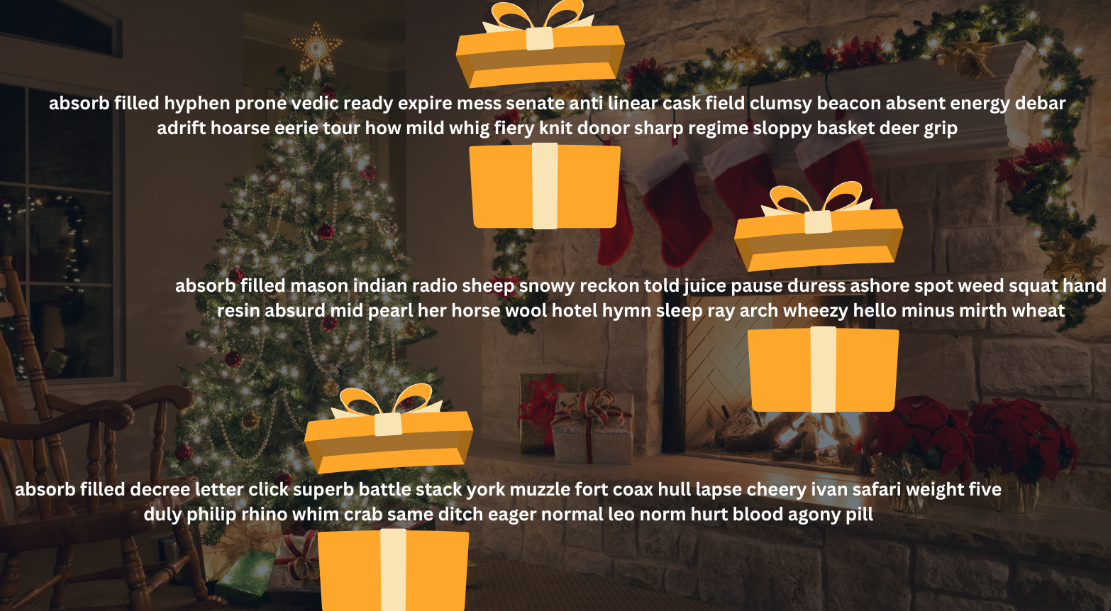 absorb filled hyphen prone vedic ready expire mess senate anti linear cask field clumsy beacon absent energy debar
adrift hoarse eerie tour how mild whig fiery knit donor sharp regime sloppy basket deer grip
absorb filled mason indian radio sheep snowy reckon told juice pause duress ashore spot weed squat hand
resin absurd mid pearl her horse wool hotel hymn sleep ray arch wheezy hello minus mirth wheat
absorb filled decree letter click superb battle stack york muzzle fort coax hull lapse cheery ivan safari weight five
duly philip rhino whim crab same ditch eager normal leo norm hurt blood agony pill